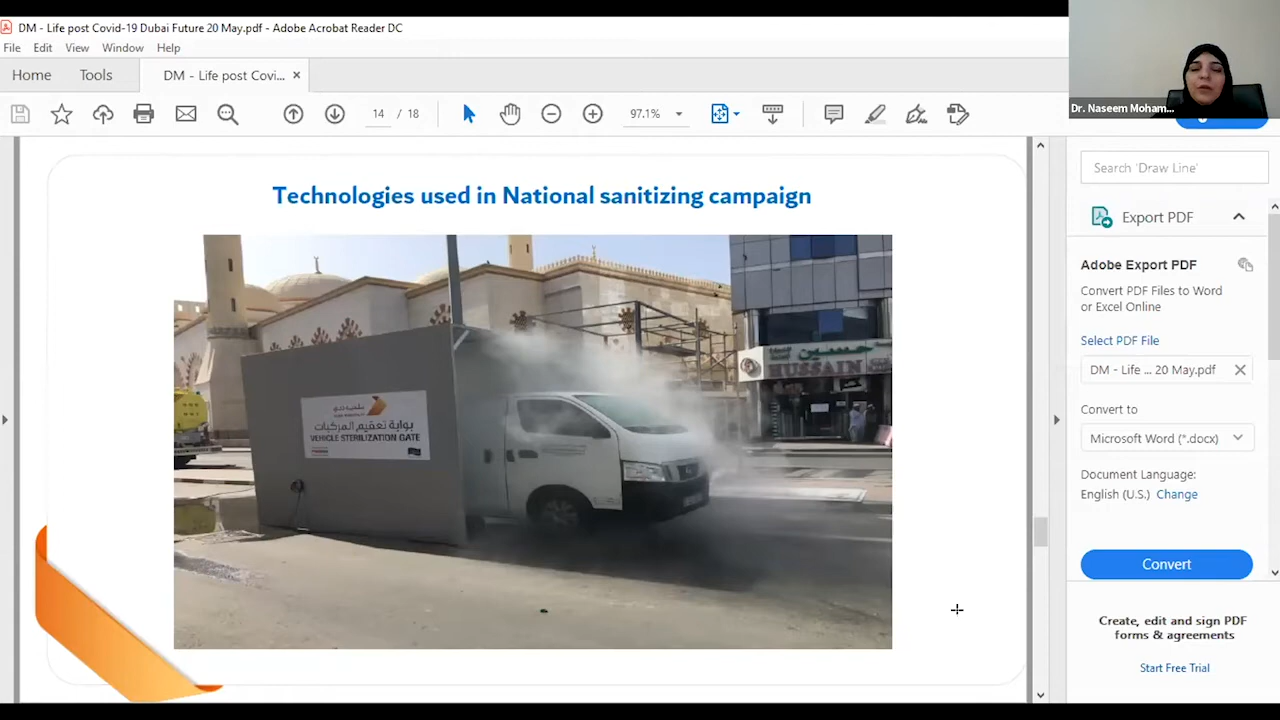 DM - Life post Covid-19 Dubai Future 20 May.pdf - Adobe Acrobat Reader DC
File Edit View Window Help
Home Tools DM - Life post Covi... ×
14 / 18 97.1%
Dr. Naseem Moham...
Technologies used in National sanitizing campaign
بلدية دبي
بوابة تعقيم المركبات
VEHICLE STERILIZATION GATE
حسين
HUSSAIN
Search 'Draw Line'
Export PDF
Adobe Export PDF
Convert PDF Files to Word
or Excel Online
Select PDF File
DM - Life ... 20 May.pdf ×
Convert to
Microsoft Word (*.docx)
Document Language:
English (U.S.) Change
Convert
Create, edit and sign PDF
forms & agreements
Start Free Trial